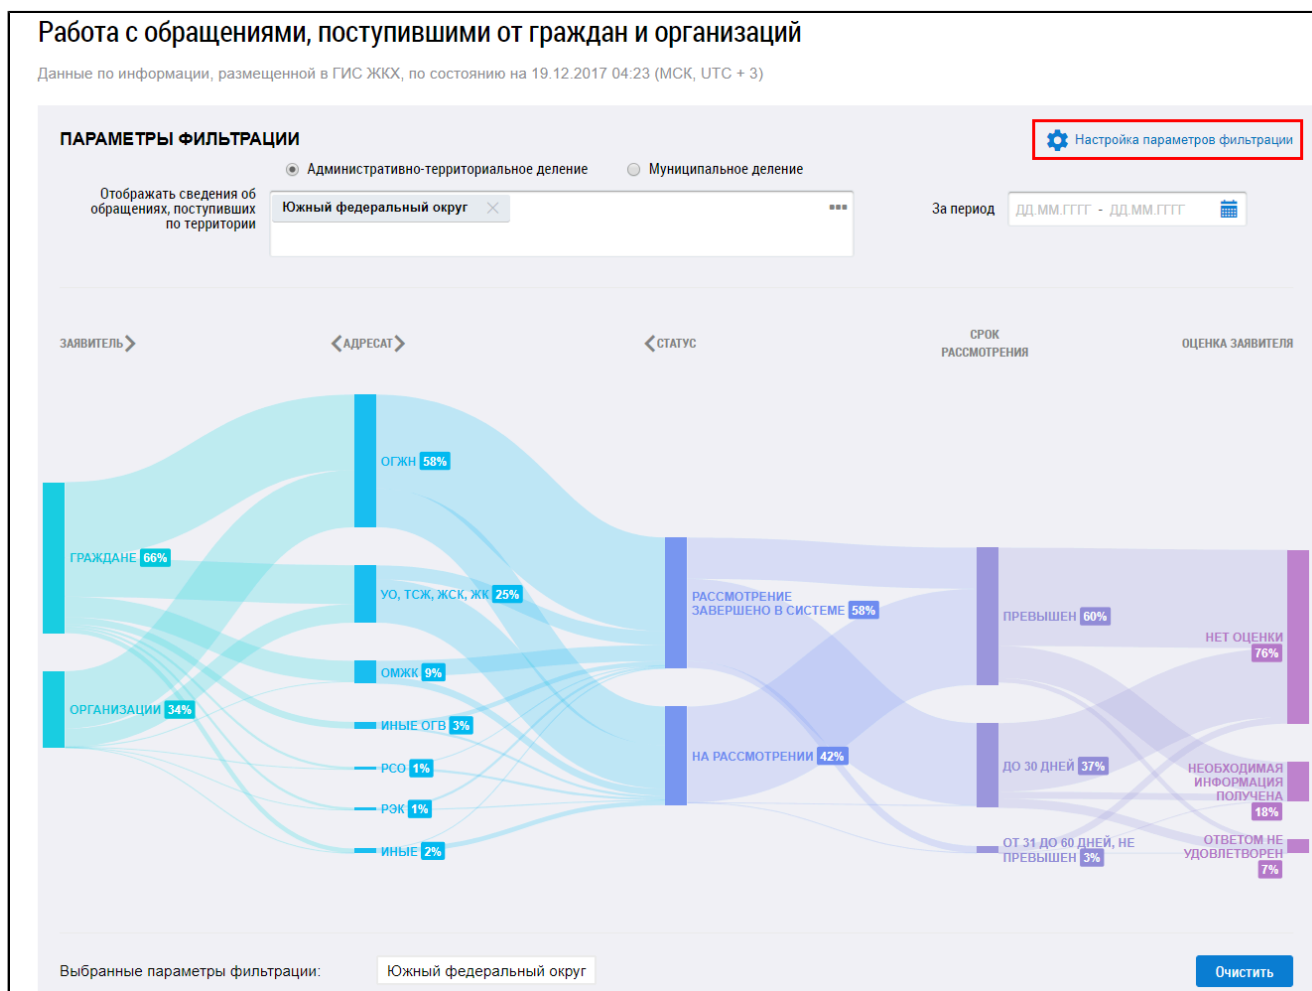 Работа с обращениями, поступившими от граждан и организаций
Данные по информации, размещенной в ГИС ЖКХ, по состоянию на 19.12.2017 04:23 (МСК, UTC + 3)
ПАРАМЕТРЫ ФИЛЬТРАЦИИ
Настройка параметров фильтрации
Административно-территориальное деление
Муниципальное деление
Отображать сведения об
обращениях, поступивших
по территории
Южный федеральный округ
За период
ДД.ММ.ГГГГ - ДД.ММ.ГГГГ
ЗАЯВИТЕЛЬ
АДРЕСАТ
СТАТУС
СРОК
РАССМОТРЕНИЯ
ОЦЕНКА ЗАЯВИТЕЛЯ
ГРАЖДАНЕ 66%
ОРГАНИЗАЦИИ 34%
ОГЖН 58%
УО, ТСЖ, ЖСК, ЖК 25%
ОМЖК 9%
ИНЫЕ ОГВ 3%
РСО 1%
РЭК 1%
ИНЫЕ 2%
РАССМОТРЕНИЕ
ЗАВЕРШЕНО В СИСТЕМЕ 58%
НА РАССМОТРЕНИИ 42%
ПРЕВЫШЕН 60%
ДО 30 ДНЕЙ 37%
ОТ 31 ДО 60 ДНЕЙ, НЕ
ПРЕВЫШЕН 3%
НЕТ ОЦЕНКИ
76%
НЕОБХОДИМАЯ
ИНФОРМАЦИЯ
ПОЛУЧЕНА
18%
ОТВЕТОМ НЕ
УДОВЛЕТВОРЕН
7%
Выбранные параметры фильтрации:
Южный федеральный округ
Очистить